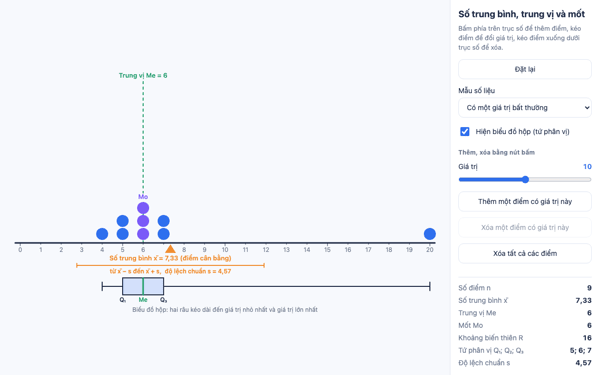 Trung vị Me = 6
Mo
0 1 2 3 4 5 6 7 8 9 10 11 12 13 14 15 16 17 18 19 20
Số trung bình x̄ = 7,33 (điểm cân bằng)
từ x̄ − s đến x̄ + s, độ lệch chuẩn s = 4,57
Q₁ Me Q₃
Biểu đồ hộp: hai râu kéo dài đến giá trị nhỏ nhất và giá trị lớn nhất
Số trung bình, trung vị và mốt
Bấm phía trên trục số để thêm điểm, kéo
điểm để đổi giá trị, kéo điểm xuống dưới
trục số để xóa.
Đặt lại
Mẫu số liệu
Có một giá trị bất thường
Hiện biểu đồ hộp (tứ phân vị)
Thêm, xóa bằng nút bấm
Giá trị 10
Thêm một điểm có giá trị này
Xóa một điểm có giá trị này
Xóa tất cả các điểm
Số điểm n 9
Số trung bình x̄ 7,33
Trung vị Me 6
Mốt Mo 6
Khoảng biến thiên R 16
Tứ phân vị Q₁; Q₂; Q₃ 5; 6; 7
Độ lệch chuẩn s 4,57